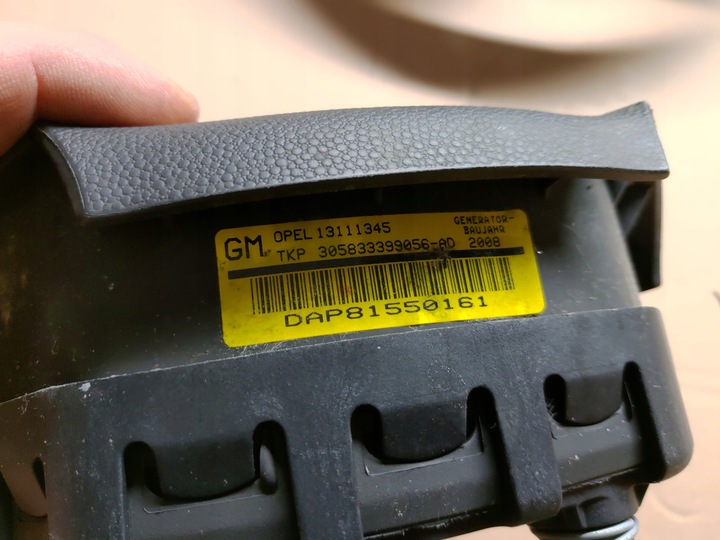 GM OPEL 13111345 GENERATOR-
BAUJAHR
TKP 305833399056-AD 2008
DAP81550161